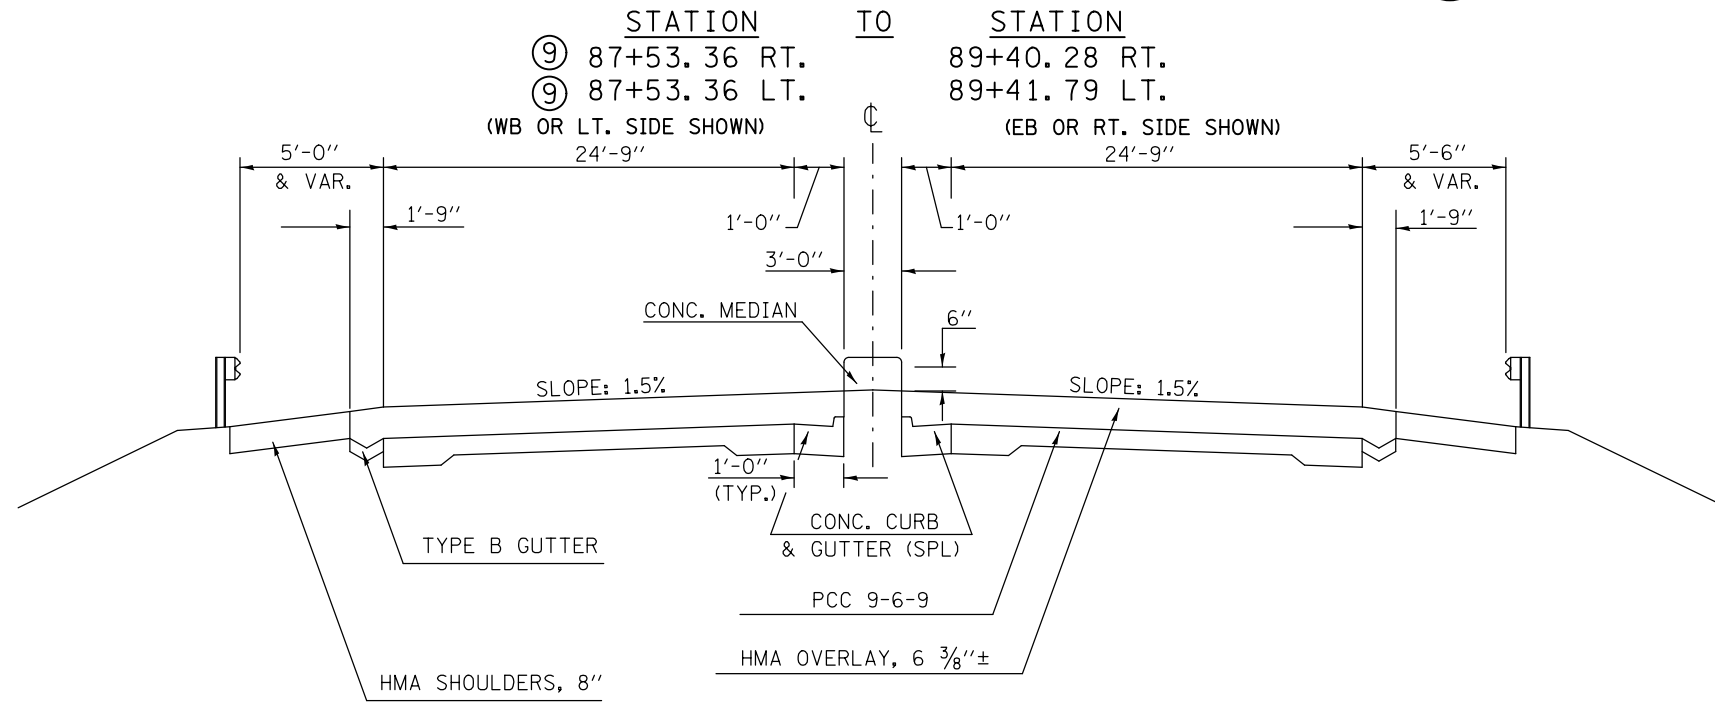 STATION TO STATION
9 87+53.36 RT. 89+40.28 RT.
9 87+53.36 LT. 89+41.79 LT.
(WB OR LT. SIDE SHOWN) ℄ (EB OR RT. SIDE SHOWN)
5'-0" 24'-9" 24'-9" 5'-6"
& VAR. & VAR.
1'-9" 1'-0" 1'-0" 1'-9"
3'-0"
CONC. MEDIAN 6"
SLOPE: 1.5% SLOPE: 1.5%
1'-0"
(TYP.)
CONC. CURB
& GUTTER (SPL)
TYPE B GUTTER
PCC 9-6-9
HMA OVERLAY, 6 3/8"±
HMA SHOULDERS, 8"